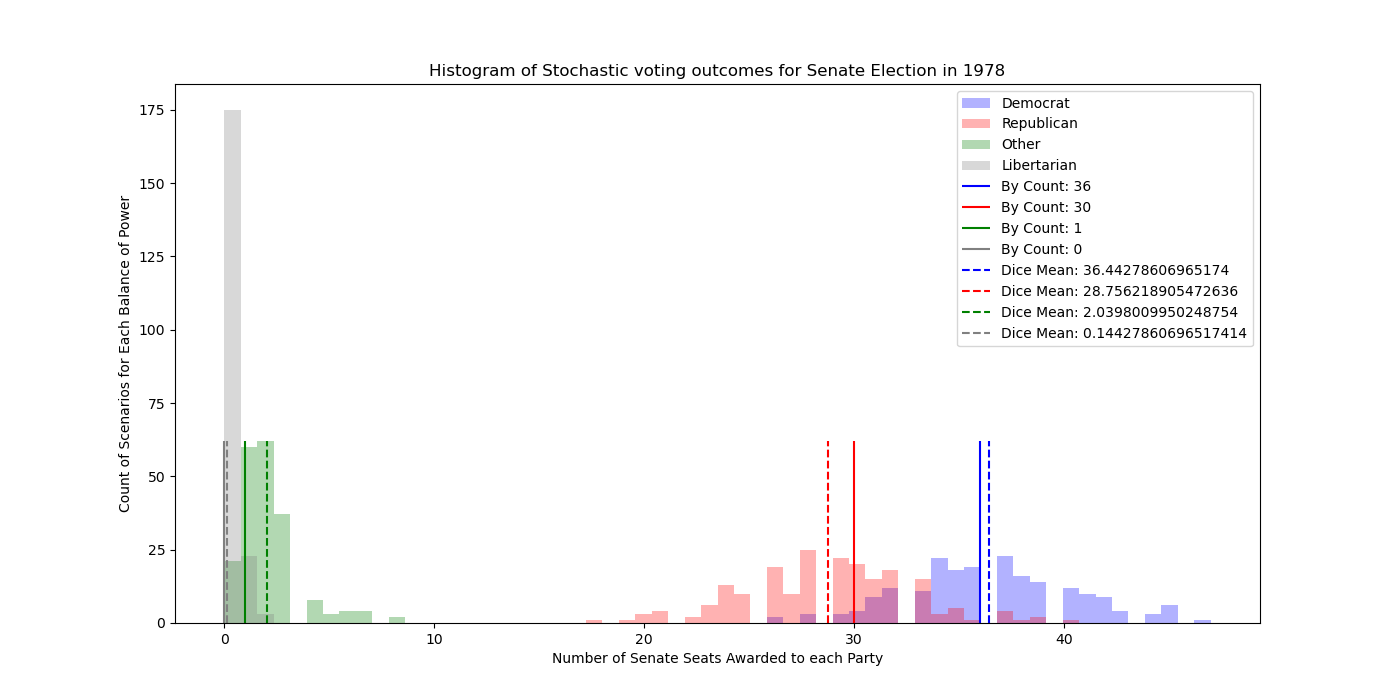 Histogram of Stochastic voting outcomes for Senate Election in 1978
Count of Scenarios for Each Balance of Power
175
150
125
100
75
50
25
0
Democrat
Republican
Other
Libertarian
By Count: 36
By Count: 30
By Count: 1
By Count: 0
Dice Mean: 36.44278606965174
Dice Mean: 28.756218905472636
Dice Mean: 2.0398009950248754
Dice Mean: 0.14427860696517414
0 10 20 30 40
Number of Senate Seats Awarded to each Party